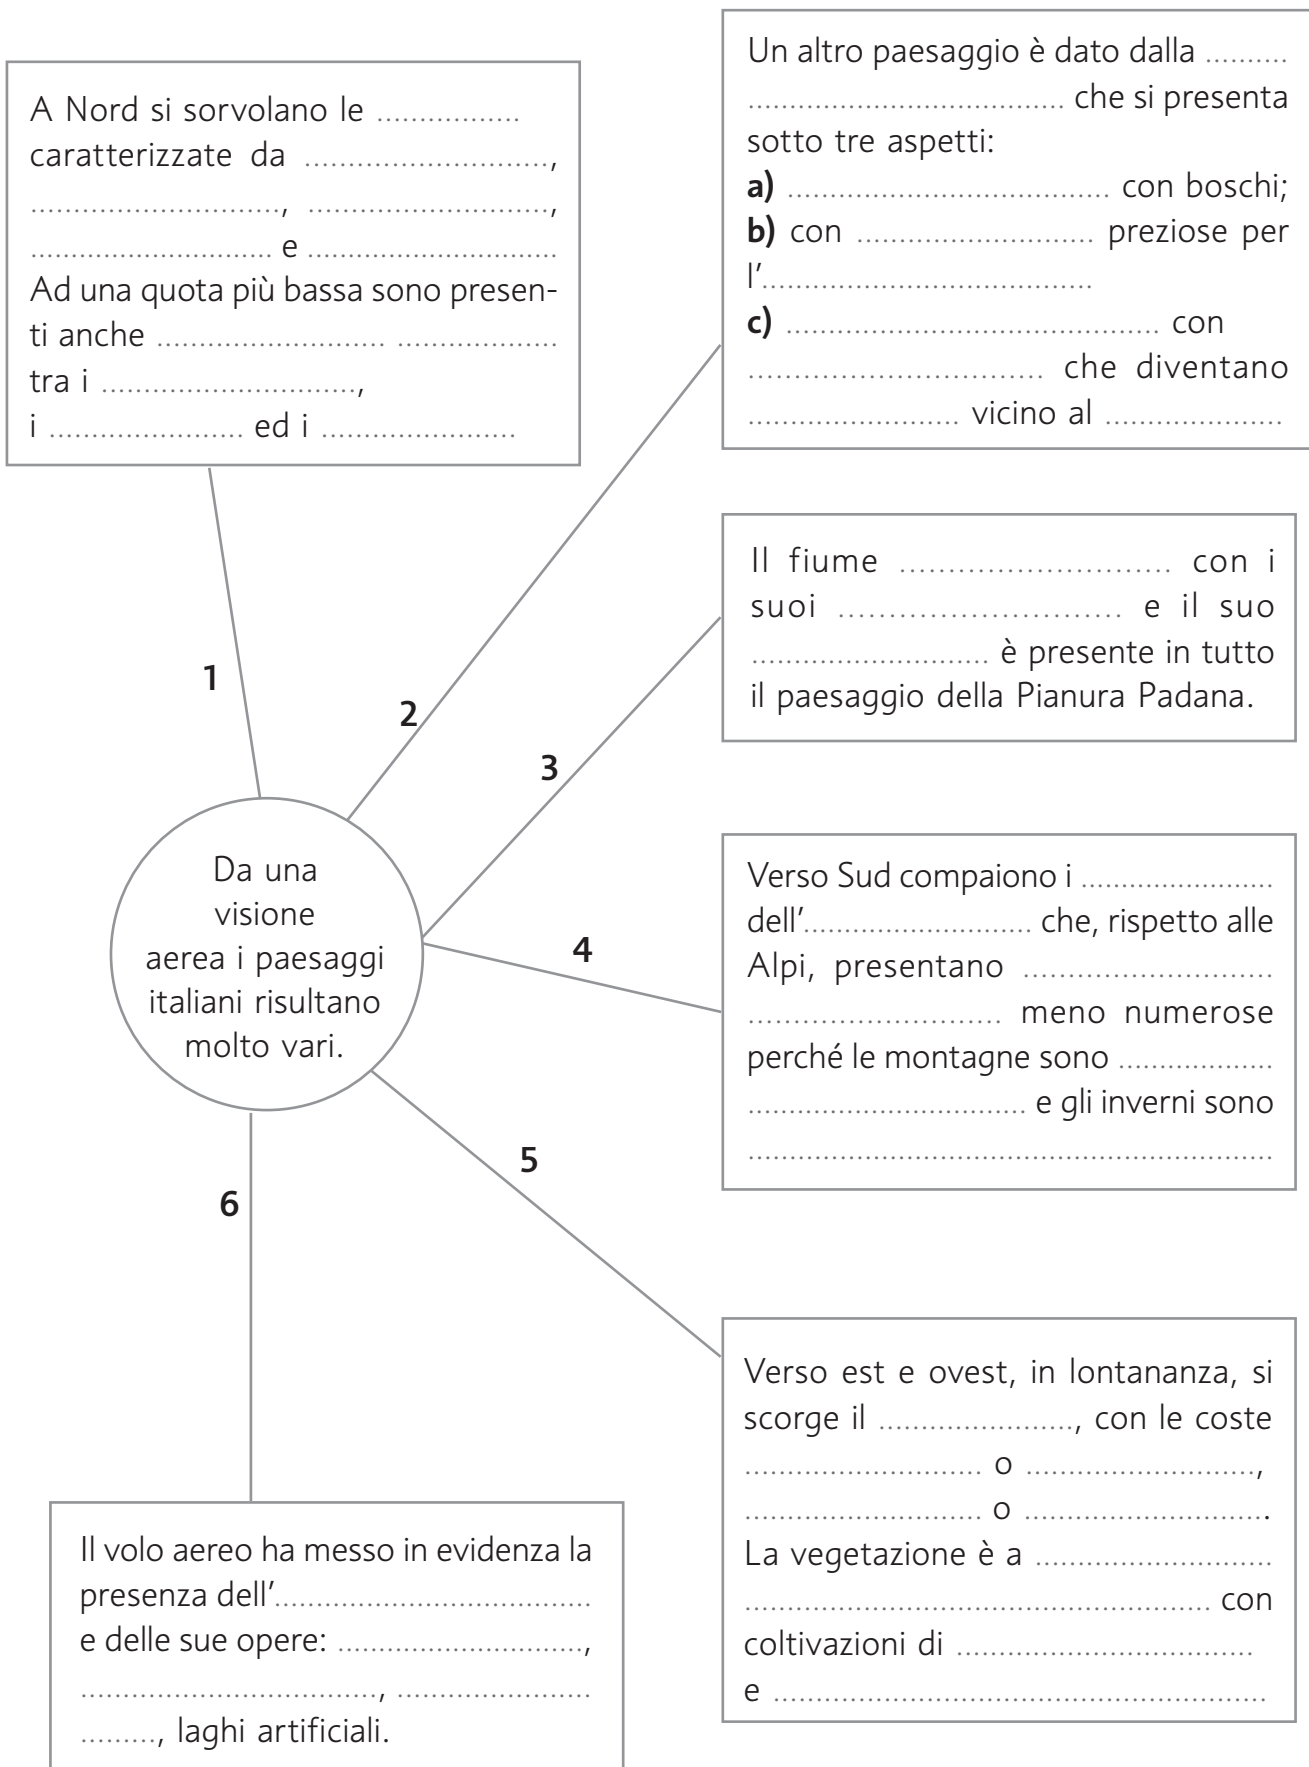 A Nord si sorvolano le .................
caratterizzate da .............................,
............................., .............................,
............................. e .............................
Ad una quota più bassa sono presen-
ti anche ........................... ...................
tra i ..............................,
i ....................... ed i .......................
Un altro paesaggio è dato dalla ..........
..................................... che si presenta
sotto tre aspetti:
a) ...................................... con boschi;
b) con ............................ preziose per
l'.......................................
c) ............................................ con
................................. che diventano
......................... vicino al .....................
Il fiume ............................ con i
suoi ............................. e il suo
............................ è presente in tutto
il paesaggio della Pianura Padana.
1
2
3
Da una
visione
aerea i paesaggi
italiani risultano
molto vari.
4
Verso Sud compaiono i .......................
dell'........................... che, rispetto alle
Alpi, presentano .............................
.............................. meno numerose
perché le montagne sono ..................
................................. e gli inverni sono
..............................................................
5
6
Verso est e ovest, in lontananza, si
scorge il ......................., con le coste
............................ o ...........................,
............................ o .............................
La vegetazione è a ............................
....................................................... con
coltivazioni di ...................................
e ..........................................................
Il volo aereo ha messo in evidenza la
presenza dell'.....................................
e delle sue opere: .............................,
..................................., .......................
........., laghi artificiali.